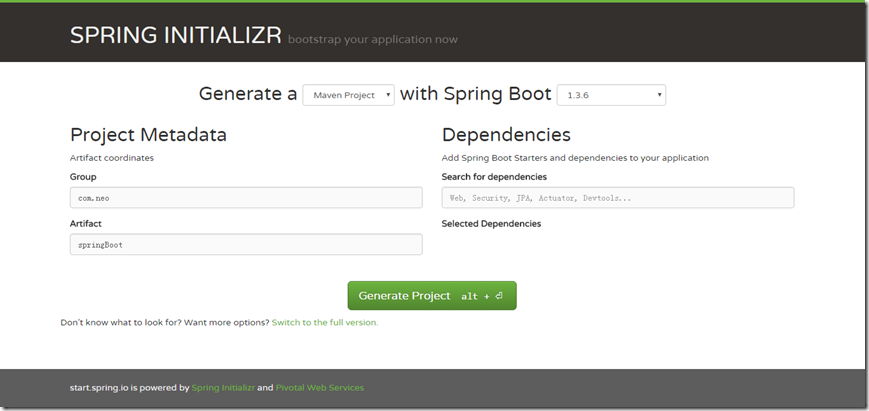 SPRING INITIALIZR bootstrap your application now
Generate a Maven Project with Spring Boot 1.3.6
Project Metadata
Artifact coordinates
Group
com.neo
Artifact
springBoot
Dependencies
Add Spring Boot Starters and dependencies to your application
Search for dependencies
Web, Security, JPA, Actuator, Devtools...
Selected Dependencies
Generate Project alt + ⏎
Don't know what to look for? Want more options? Switch to the full version.
start.spring.io is powered by Spring Initializr and Pivotal Web Services